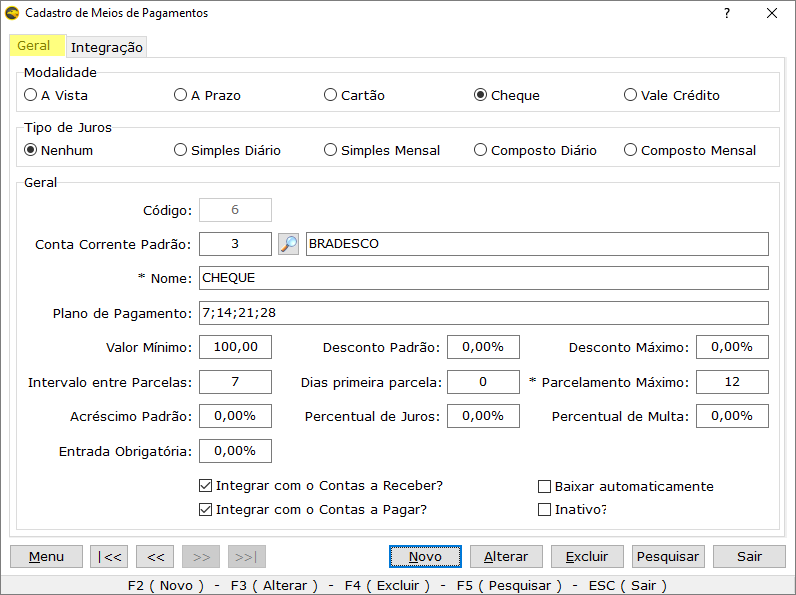 Cadastro de Meios de Pagamentos ?
Geral Integração
Modalidade
A Vista A Prazo Cartão Cheque Vale Crédito
Tipo de Juros
Nenhum Simples Diário Simples Mensal Composto Diário Composto Mensal
Geral
Código: 6
Conta Corrente Padrão: 3 BRADESCO
* Nome: CHEQUE
Plano de Pagamento: 7;14;21;28
Valor Mínimo: 100,00 Desconto Padrão: 0,00% Desconto Máximo: 0,00%
Intervalo entre Parcelas: 7 Dias primeira parcela: 0 * Parcelamento Máximo: 12
Acréscimo Padrão: 0,00% Percentual de Juros: 0,00% Percentual de Multa: 0,00%
Entrada Obrigatória: 0,00%
Integrar com o Contas a Receber? Baixar automaticamente
Integrar com o Contas a Pagar? Inativo?
Menu |<< << >> >>| Novo Alterar Excluir Pesquisar Sair
F2 ( Novo ) - F3 ( Alterar ) - F4 ( Excluir ) - F5 ( Pesquisar ) - ESC ( Sair )